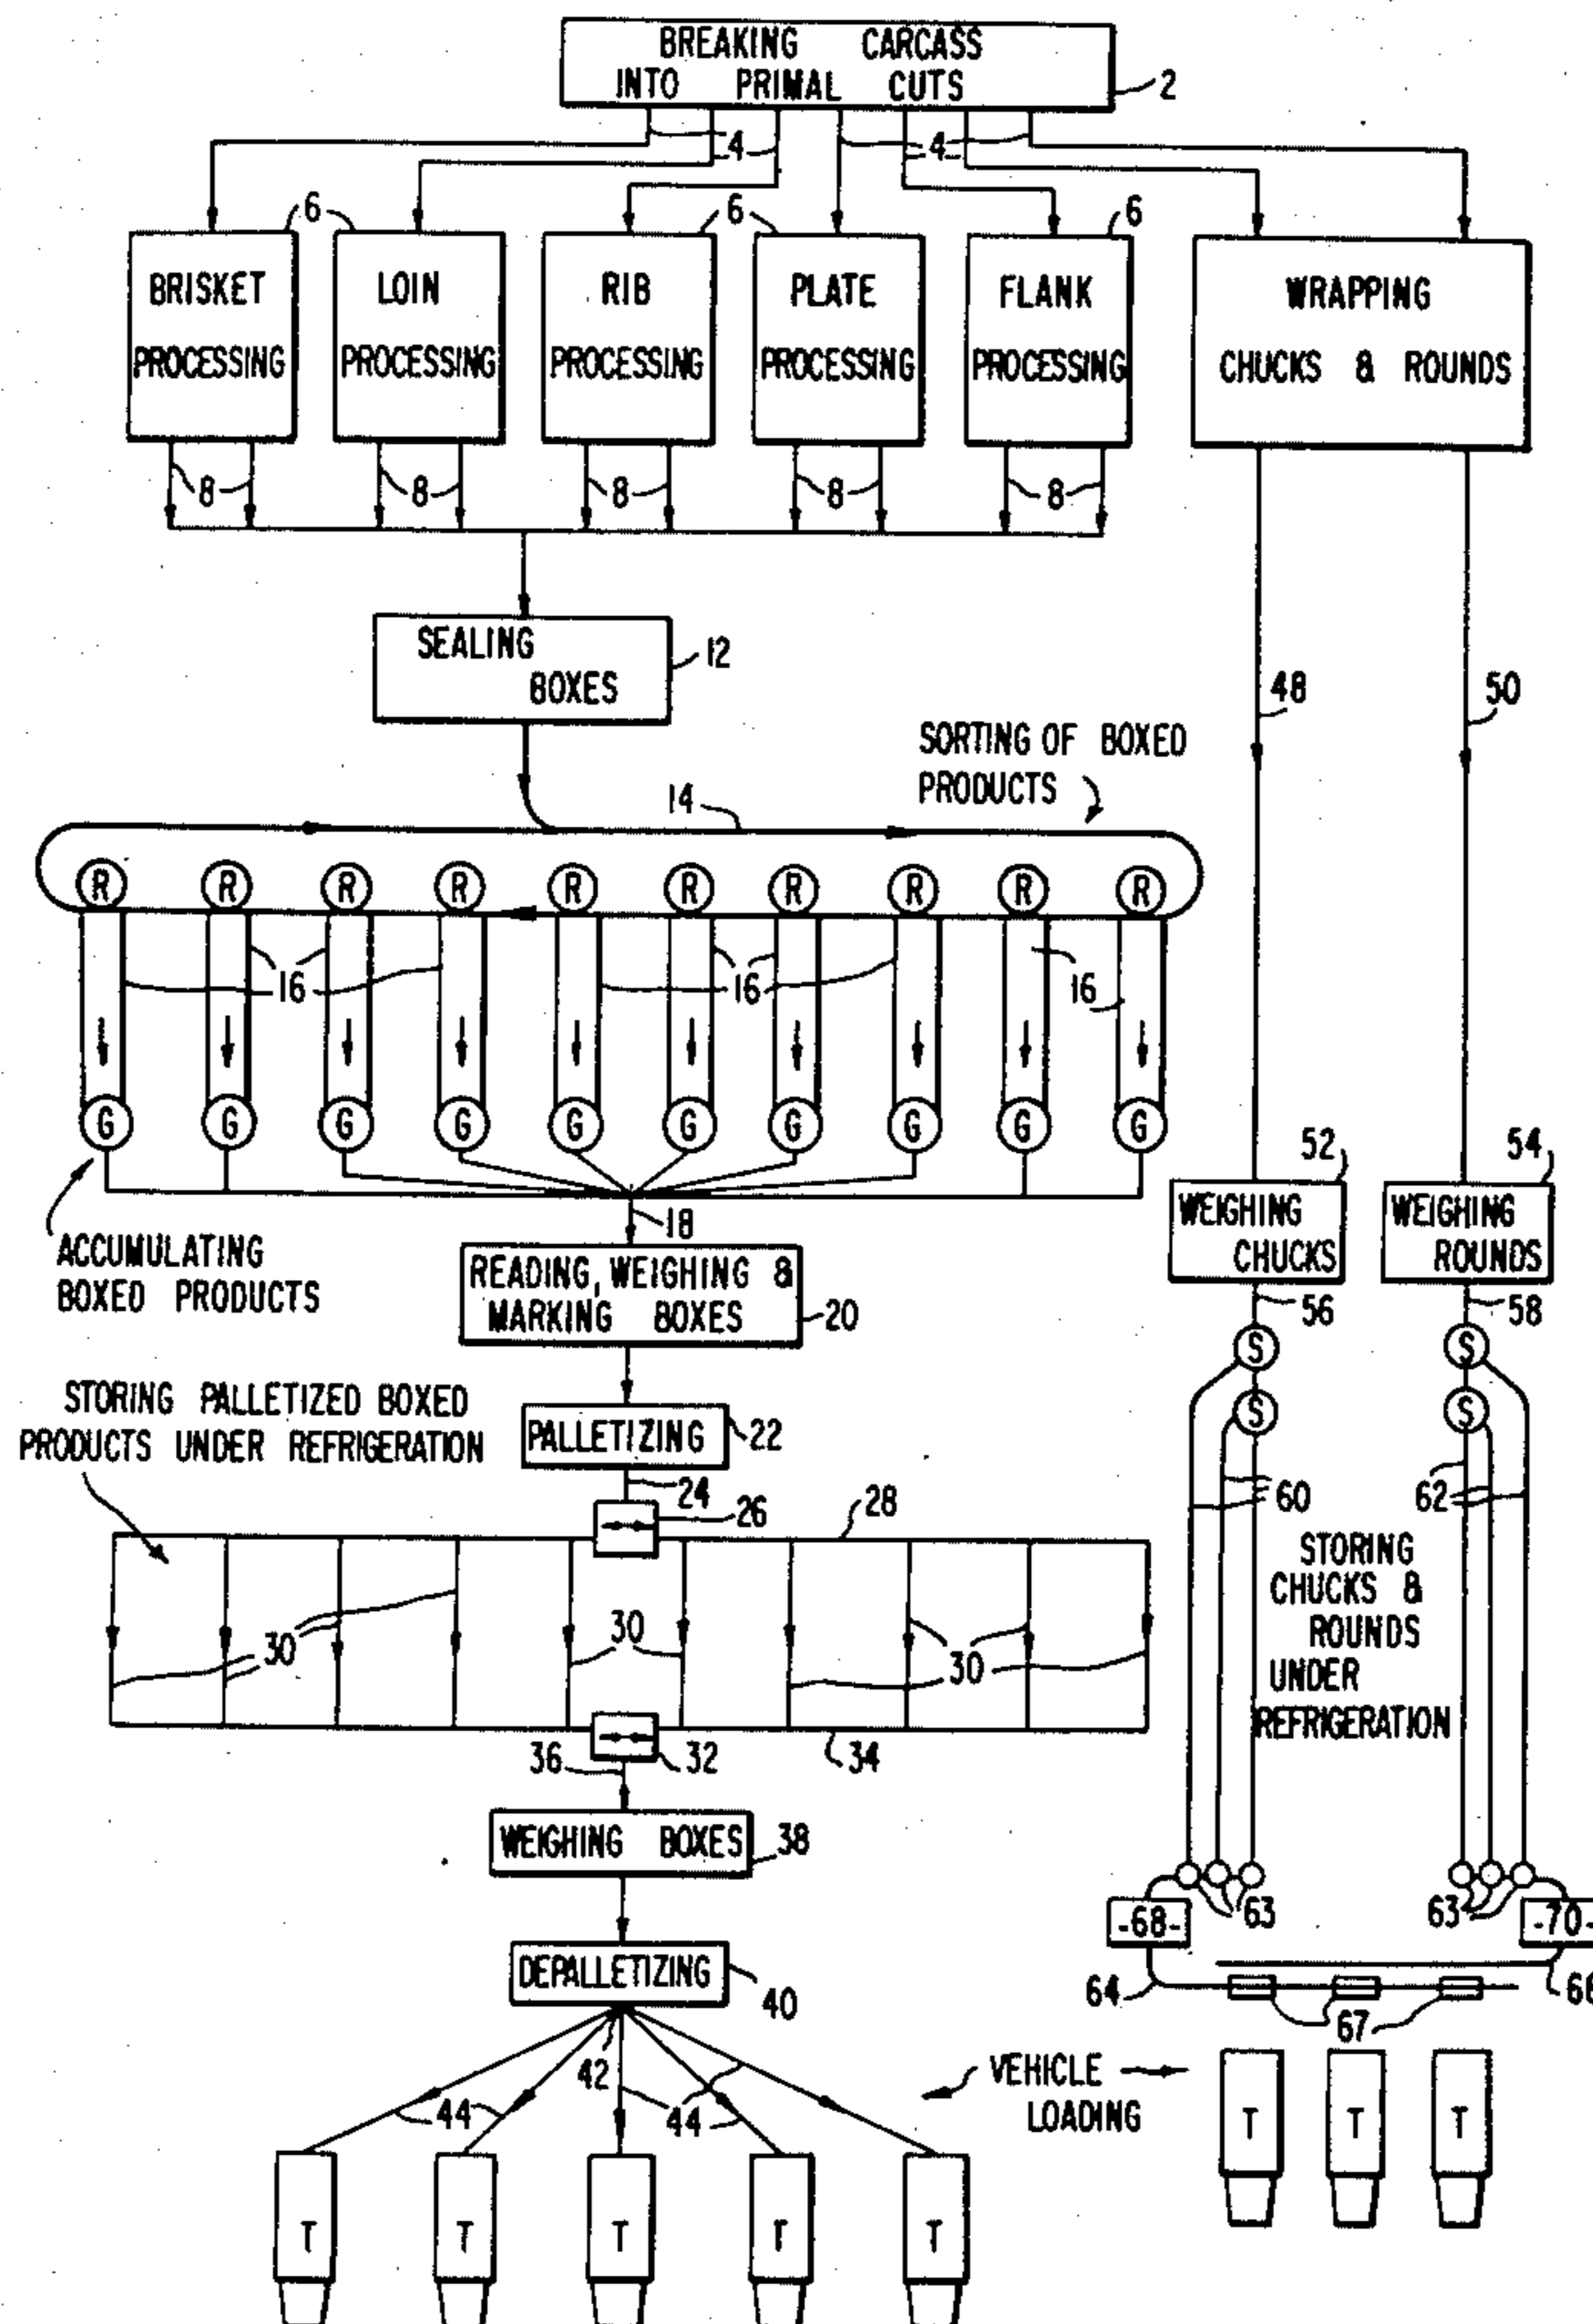 BREAKING CARCASS
INTO PRIMAL CUTS
2
4
4
6
6
6
BRISKET
PROCESSING
LOIN
PROCESSING
RIB
PROCESSING
PLATE
PROCESSING
FLANK
PROCESSING
WRAPPING
CHUCKS & ROUNDS
8
8
8
8
8
SEALING
BOXES
12
48
50
SORTING OF BOXED
PRODUCTS
14
R R R R R R R R R R
16
16
16
G G G G G G G G G G
18
ACCUMULATING
BOXED PRODUCTS
READING, WEIGHING &
MARKING BOXES
20
52
54
WEIGHING
CHUCKS
WEIGHING
ROUNDS
56
58
S
S
S
S
STORING PALLETIZED BOXED
PRODUCTS UNDER REFRIGERATION
PALLETIZING
22
24
26
28
60
62
30
30
30
STORING
CHUCKS &
ROUNDS
UNDER
REFRIGERATION
36
32
34
WEIGHING BOXES
38
63
63
-68-
-70-
DEPALLETIZING
40
64
66
67
42
44
44
VEHICLE
LOADING
T T T
T T T T T